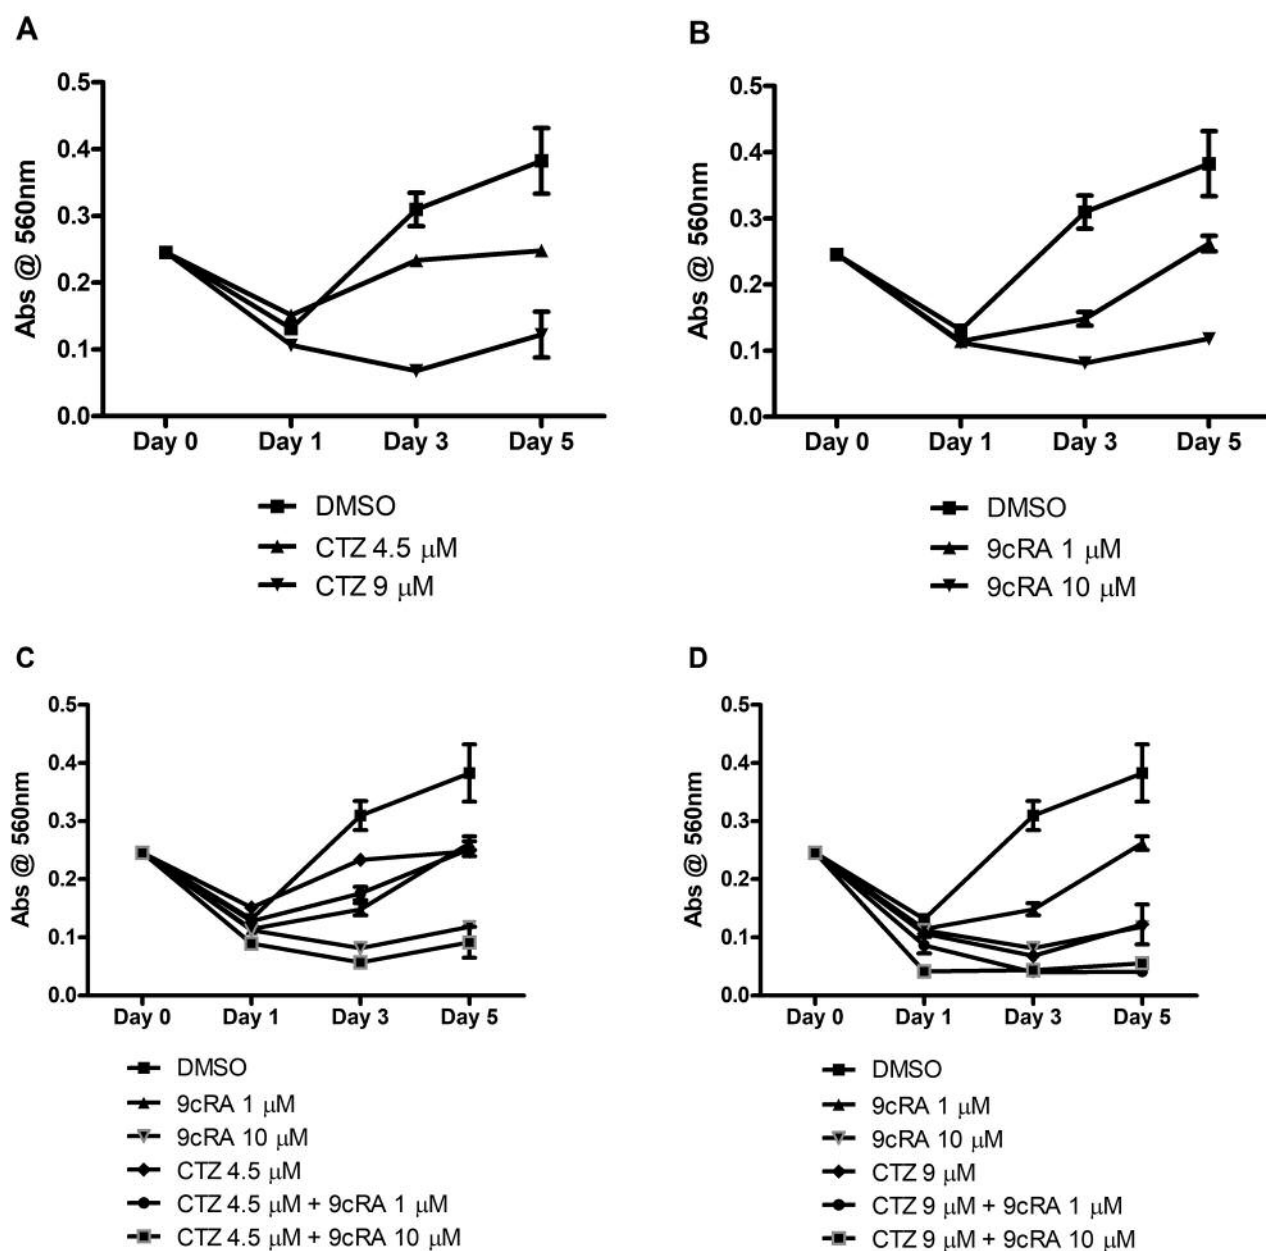 A
Abs @ 560nm
0.5
0.4
0.3
0.2
0.1
0.0
Day 0 Day 1 Day 3 Day 5
DMSO
CTZ 4.5 μM
CTZ 9 μM
B
Abs @ 560nm
0.5
0.4
0.3
0.2
0.1
0.0
Day 0 Day 1 Day 3 Day 5
DMSO
9cRA 1 μM
9cRA 10 μM
C
Abs @ 560nm
0.5
0.4
0.3
0.2
0.1
0.0
Day 0 Day 1 Day 3 Day 5
DMSO
9cRA 1 μM
9cRA 10 μM
CTZ 4.5 μM
CTZ 4.5 μM + 9cRA 1 μM
CTZ 4.5 μM + 9cRA 10 μM
D
Abs @ 560nm
0.5
0.4
0.3
0.2
0.1
0.0
Day 0 Day 1 Day 3 Day 5
DMSO
9cRA 1 μM
9cRA 10 μM
CTZ 9 μM
CTZ 9 μM + 9cRA 1 μM
CTZ 9 μM + 9cRA 10 μM